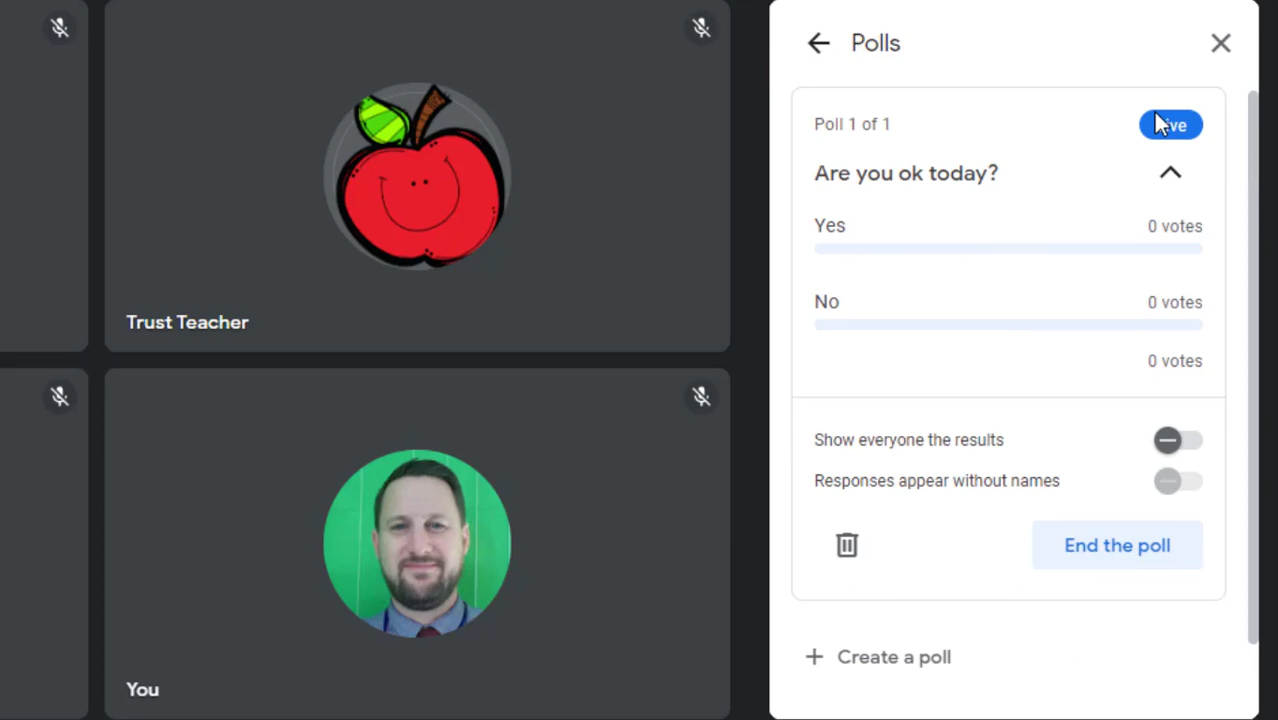 Polls
Poll 1 of 1
Are you ok today?
Yes 0 votes
No 0 votes
0 votes
Show everyone the results
Responses appear without names
End the poll
+ Create a poll
Trust Teacher
You